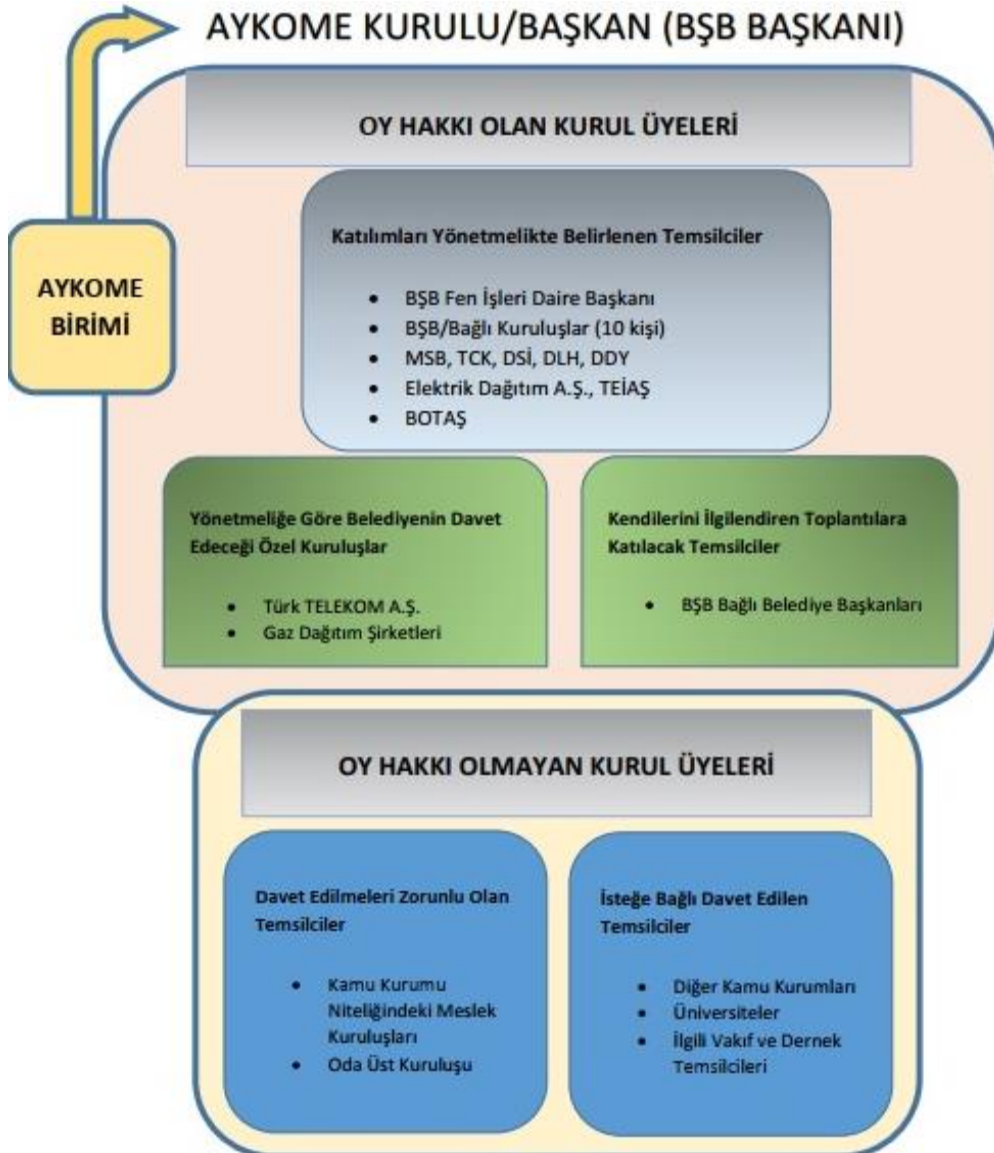 AYKOME KURULU/BAŞKAN (BŞB BAŞKANI)
OY HAKKI OLAN KURUL ÜYELERİ
AYKOME
BİRİMİ
Katılımları Yönetmelikte Belirlenen Temsilciler
• BŞB Fen İşleri Daire Başkanı
• BŞB/Bağlı Kuruluşlar (10 kişi)
• MSB, TCK, DSİ, DLH, DDY
• Elektrik Dağıtım A.Ş., TEİAŞ
• BOTAŞ
Yönetmeliğe Göre Belediyenin Davet
Edeceği Özel Kuruluşlar
• Türk TELEKOM A.Ş.
• Gaz Dağıtım Şirketleri
Kendilerini İlgilendiren Toplantılara
Katılacak Temsilciler
• BŞB Bağlı Belediye Başkanları
OY HAKKI OLMAYAN KURUL ÜYELERİ
Davet Edilmeleri Zorunlu Olan
Temsilciler
• Kamu Kurumu
Niteliğindeki Meslek
Kuruluşları
• Oda Üst Kuruluşu
İsteğe Bağlı Davet Edilen
Temsilciler
• Diğer Kamu Kurumları
• Üniversiteler
• İlgili Vakıf ve Dernek
Temsilcileri